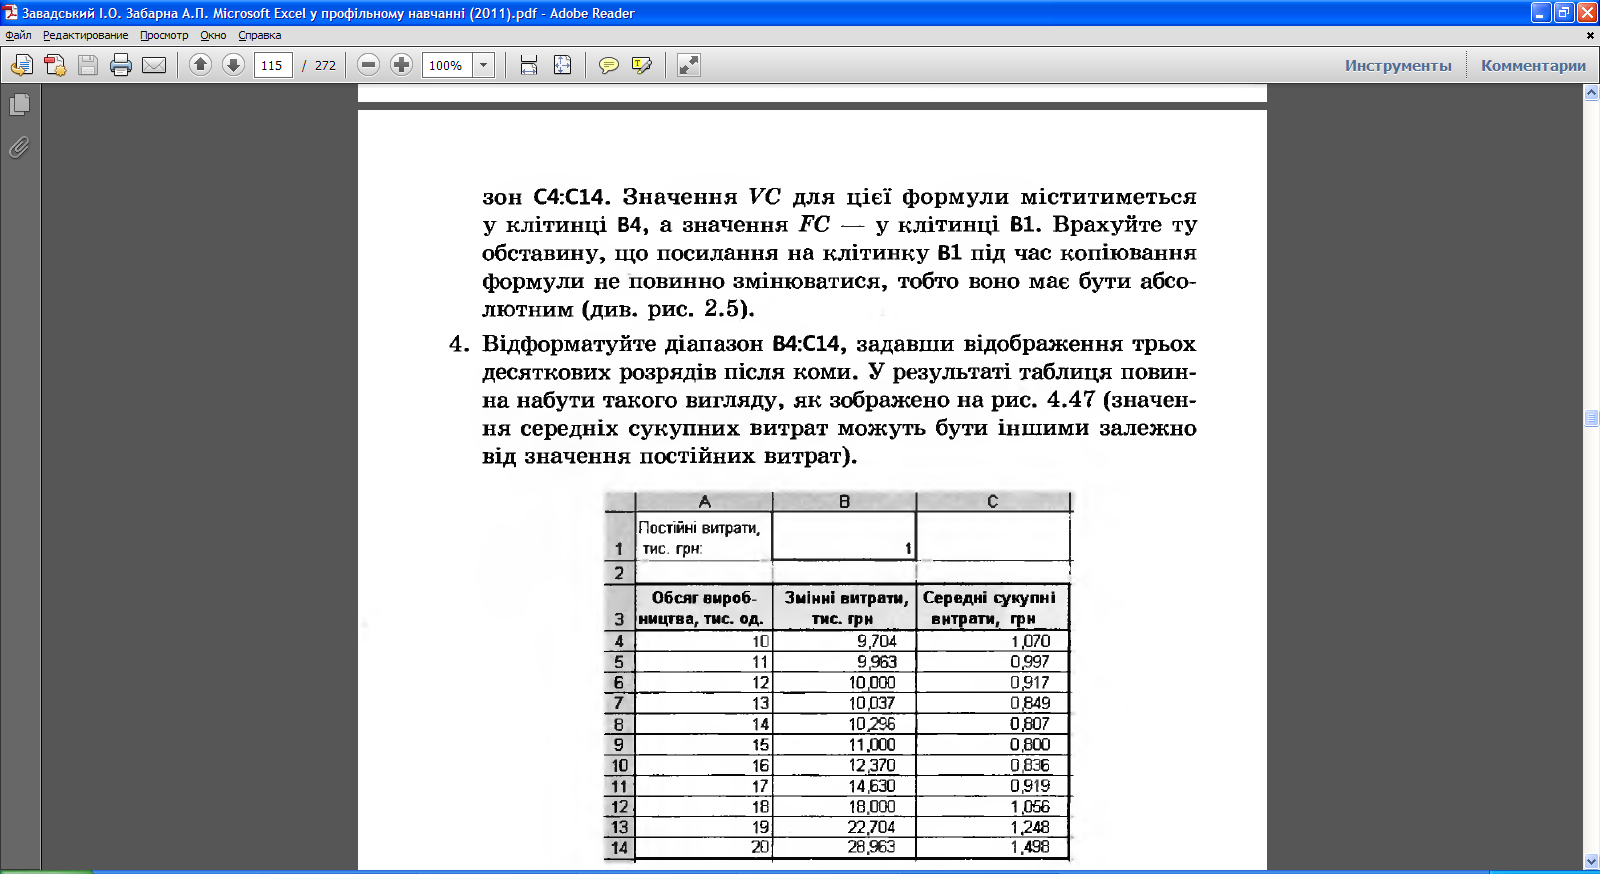 Завадський І.О. Забарна А.П. Microsoft Excel у профільному навчанні (2011).pdf - Adobe Reader
Файл Редактирование Просмотр Окно Справка
115 / 272 100% Инструменты Комментарии
зон C4:C14. Значення VC для цієї формули міститиметься
у клітинці B4, а значення FC — у клітинці B1. Врахуйте ту
обставину, що посилання на клітинку B1 під час копіювання
формули не повинно змінюватися, тобто воно має бути абсо-
лютним (див. рис. 2.5).
4. Відформатуйте діапазон B4:C14, задавши відображення трьох
десяткових розрядів після коми. У результаті таблиця повин-
на набути такого вигляду, як зображено на рис. 4.47 (значен-
ня середніх сукупних витрат можуть бути іншими залежно
від значення постійних витрат).
A B C
Постійні витрати,
1 тис. грн: 1
2
Обсяг вироб- Змінні витрати, Середні сукупні
3 ництва, тис. од. тис. грн витрати, грн
4 10 9,704 1,070
5 11 9,963 0,997
6 12 10,000 0,917
7 13 10,037 0,849
8 14 10,296 0,807
9 15 11,000 0,800
10 16 12,370 0,836
11 17 14,630 0,919
12 18 18,000 1,056
13 19 22,704 1,248
14 20 28,963 1,498